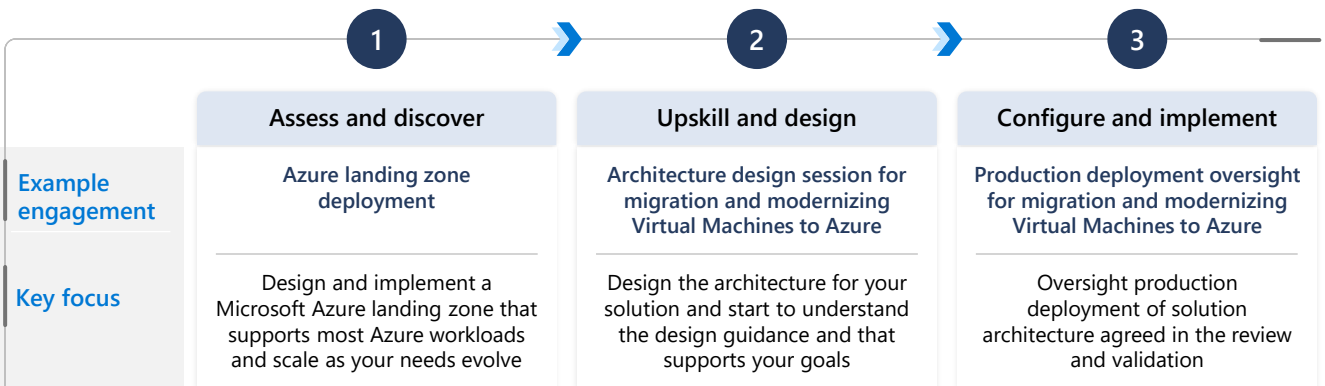 1
2
3
Assess and discover
Upskill and design
Configure and implement
Example
engagement
Azure landing zone
deployment
Architecture design session for
migration and modernizing
Virtual Machines to Azure
Production deployment oversight
for migration and modernizing
Virtual Machines to Azure
Key focus
Design and implement a
Microsoft Azure landing zone that
supports most Azure workloads
and scale as your needs evolve
Design the architecture for your
solution and start to understand
the design guidance and that
supports your goals
Oversight production
deployment of solution
architecture agreed in the review
and validation